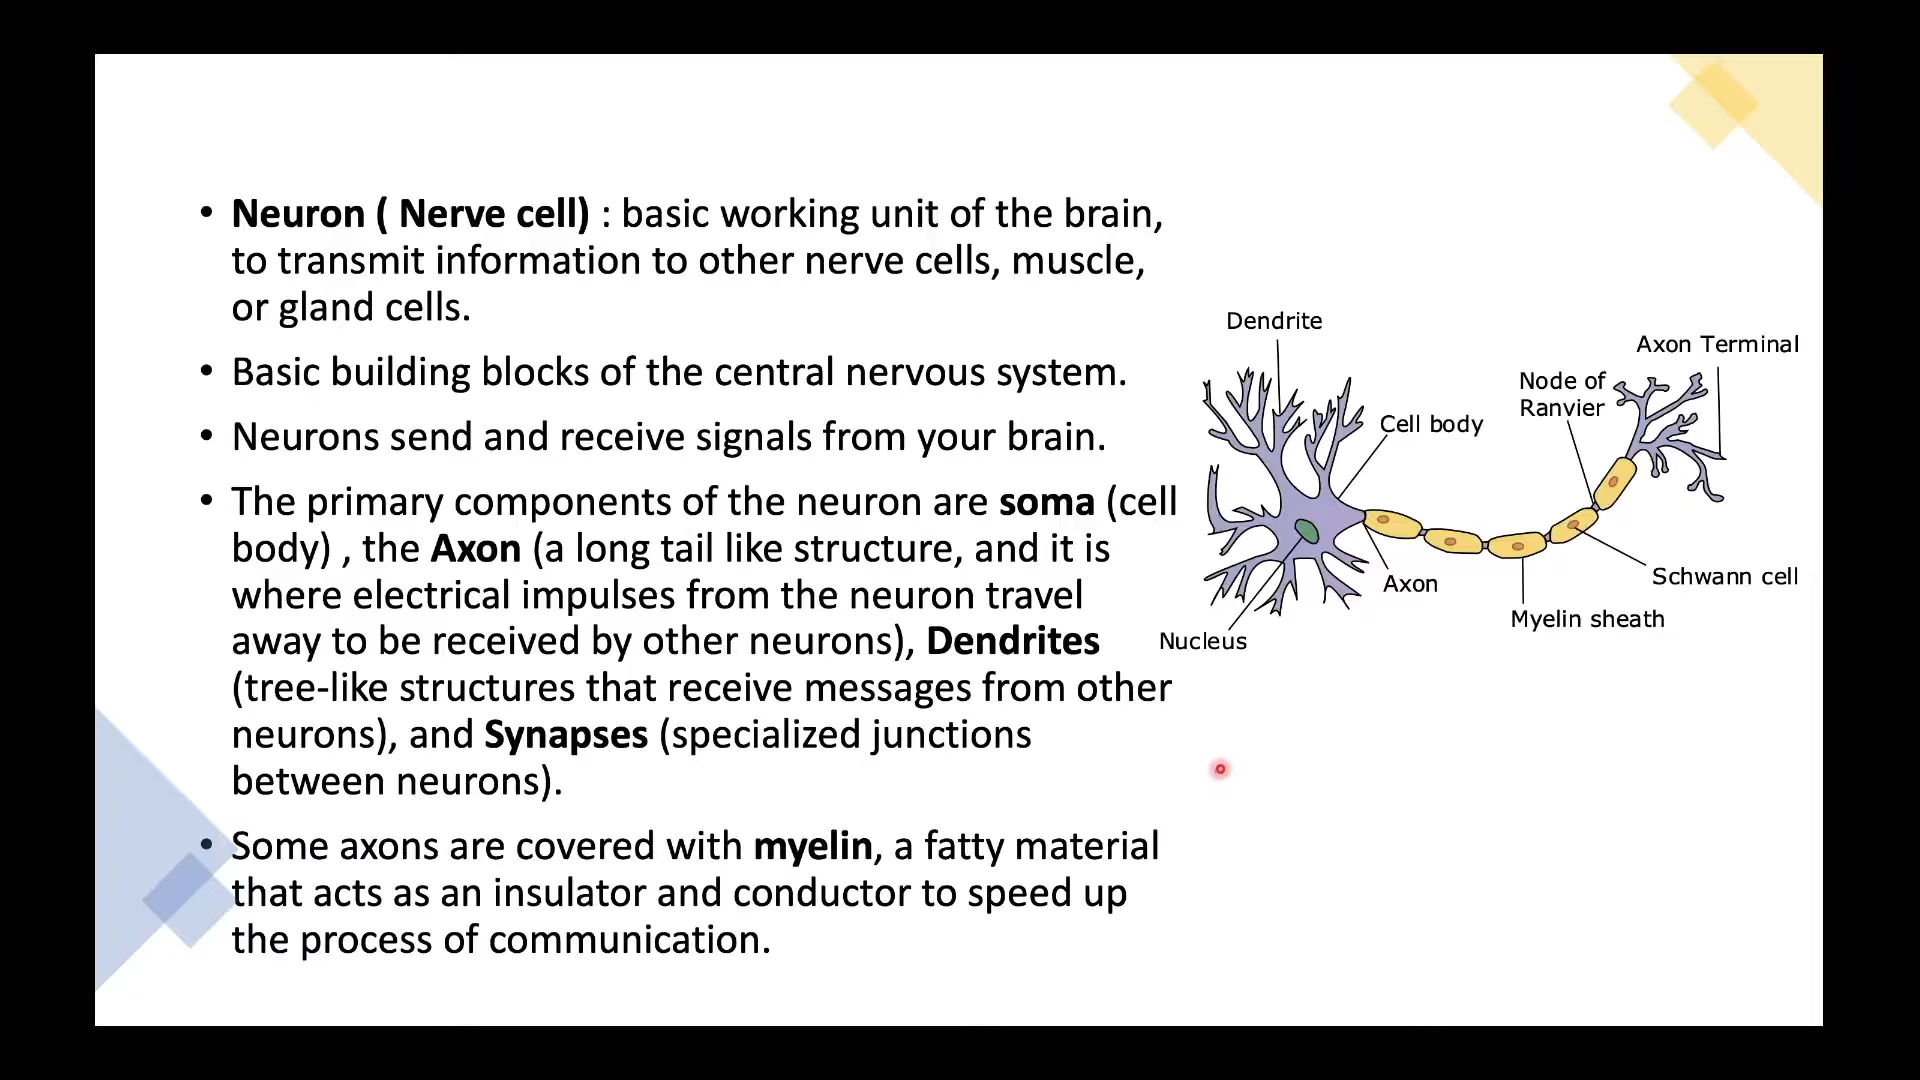 • Neuron ( Nerve cell) : basic working unit of the brain,
to transmit information to other nerve cells, muscle,
or gland cells.
• Basic building blocks of the central nervous system.
• Neurons send and receive signals from your brain.
• The primary components of the neuron are soma (cell
body) , the Axon (a long tail like structure, and it is
where electrical impulses from the neuron travel
away to be received by other neurons), Dendrites
(tree-like structures that receive messages from other
neurons), and Synapses (specialized junctions
between neurons).
• Some axons are covered with myelin, a fatty material
that acts as an insulator and conductor to speed up
the process of communication.
Dendrite
Axon Terminal
Node of
Ranvier
Cell body
Schwann cell
Axon
Myelin sheath
Nucleus